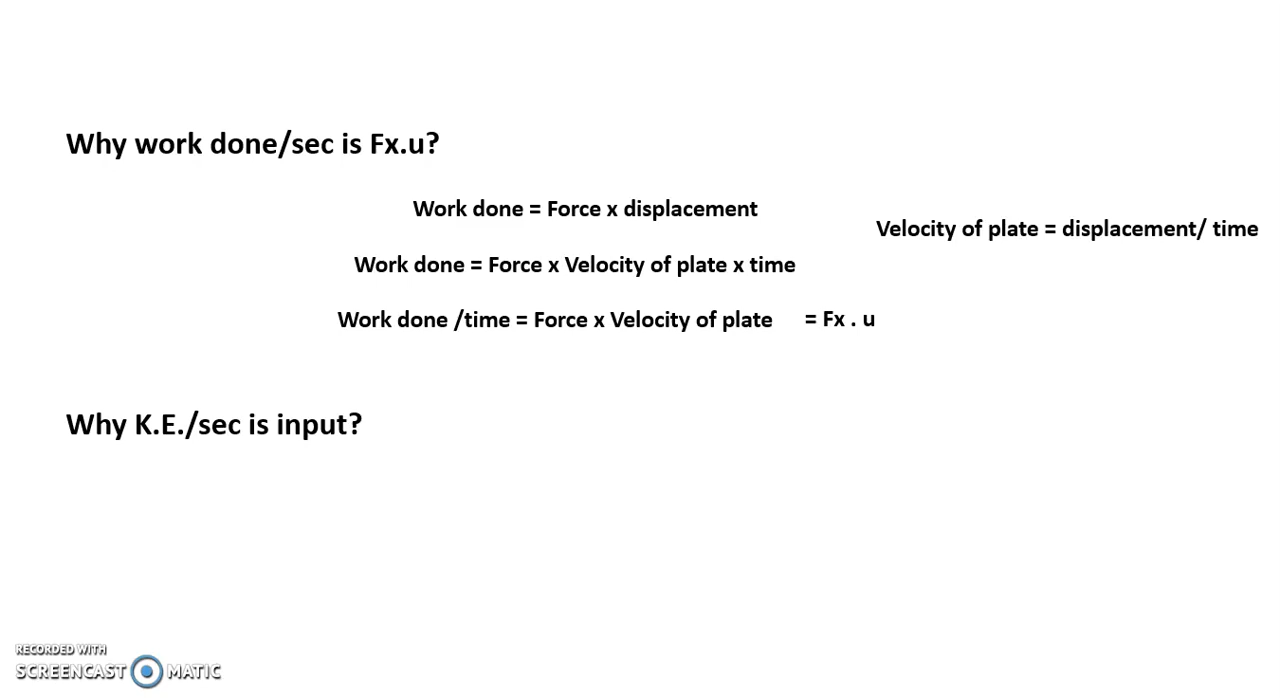 Why work done/sec is Fx.u?
Work done = Force x displacement
Velocity of plate = displacement/ time
Work done = Force x Velocity of plate x time
Work done /time = Force x Velocity of plate = Fx . u
Why K.E./sec is input?
RECORDED WITH
SCREENCAST MATIC